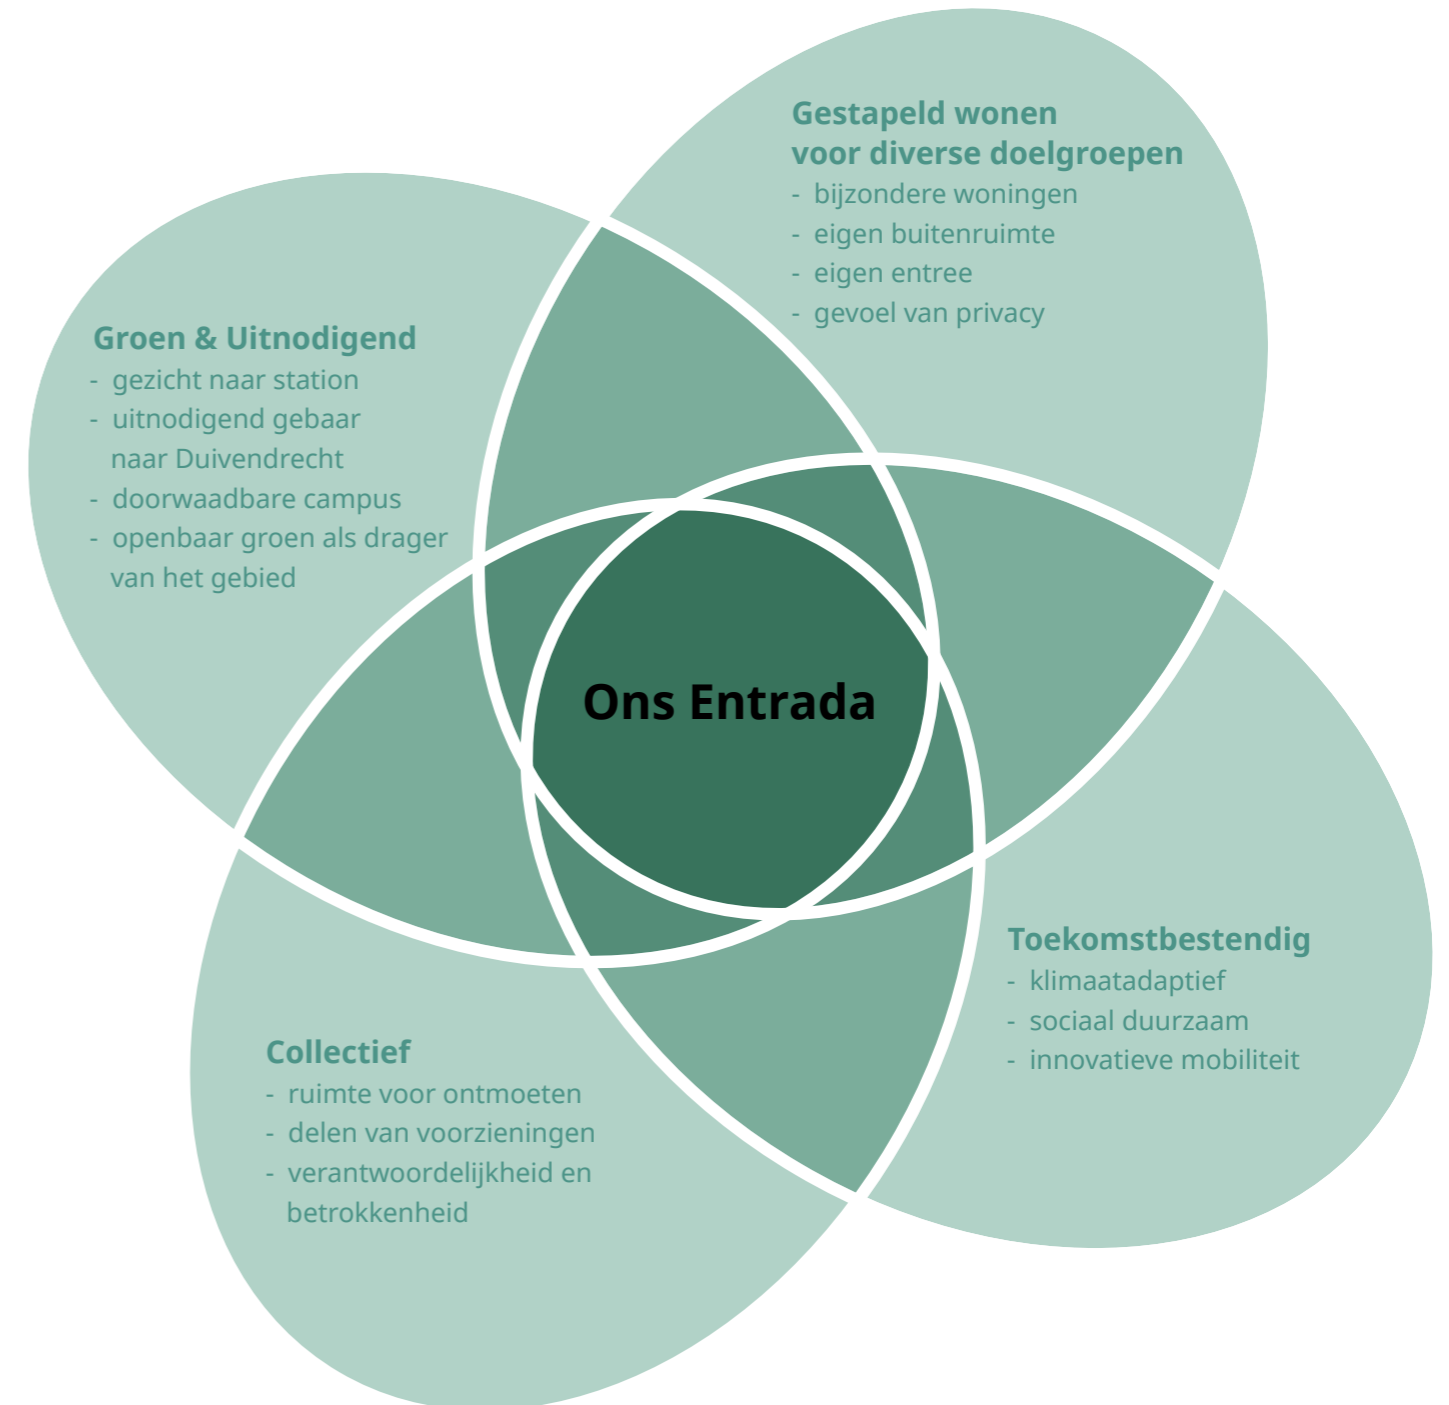 Gestapeld wonen
voor diverse doelgroepen
- bijzondere woningen
- eigen buitenruimte
- eigen entree
- gevoel van privacy
Groen & Uitnodigend
- gezicht naar station
- uitnodigend gebaar
naar Duivendrecht
- doorwaadbare campus
- openbaar groen als drager
van het gebied
Ons Entrada
Toekomstbestendig
- klimaatadaptief
- sociaal duurzaam
- innovatieve mobiliteit
Collectief
- ruimte voor ontmoeten
- delen van voorzieningen
- verantwoordelijkheid en
betrokkenheid